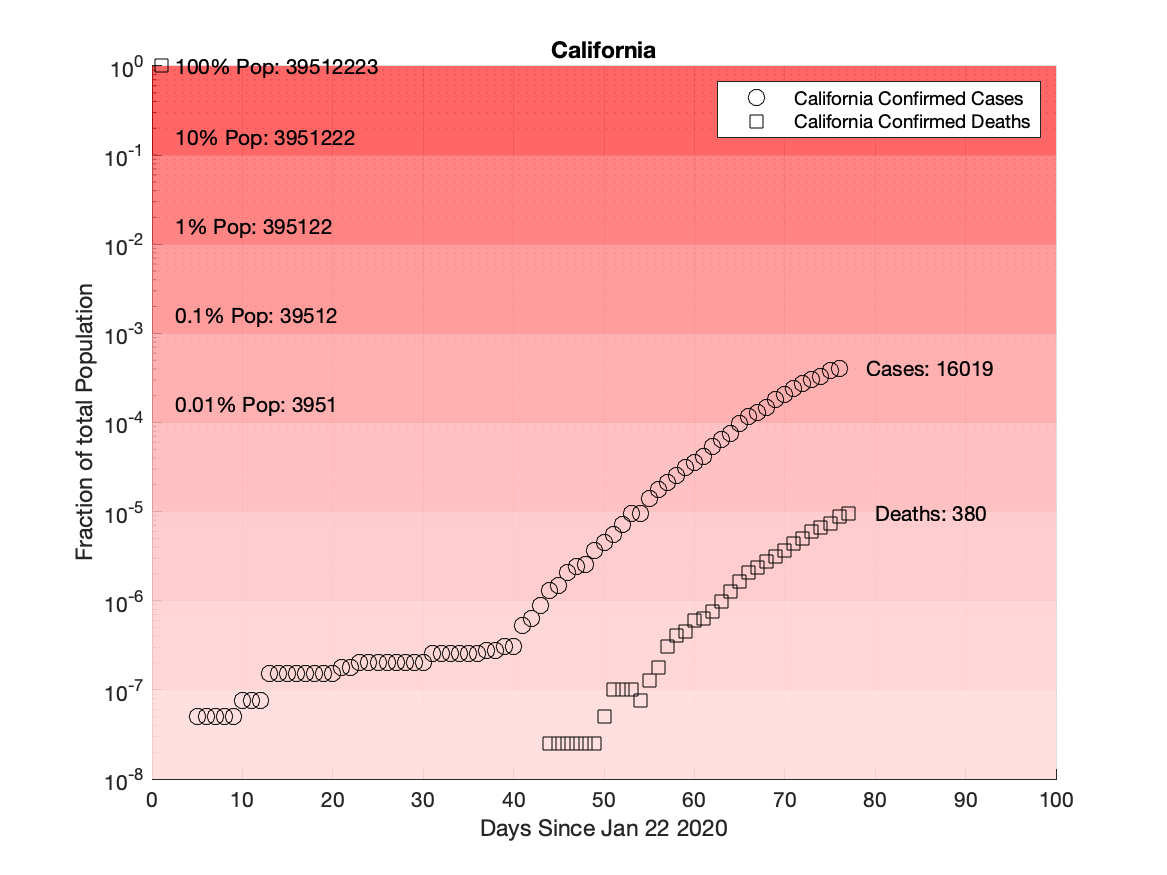 California
10^0
100% Pop: 39512223
California Confirmed Cases
California Confirmed Deaths
10% Pop: 3951222
10^-1
1% Pop: 395122
10^-2
0.1% Pop: 39512
10^-3
Cases: 16019
0.01% Pop: 3951
10^-4
10^-5
Deaths: 380
10^-6
10^-7
10^-8
Fraction of total Population
0 10 20 30 40 50 60 70 80 90 100
Days Since Jan 22 2020